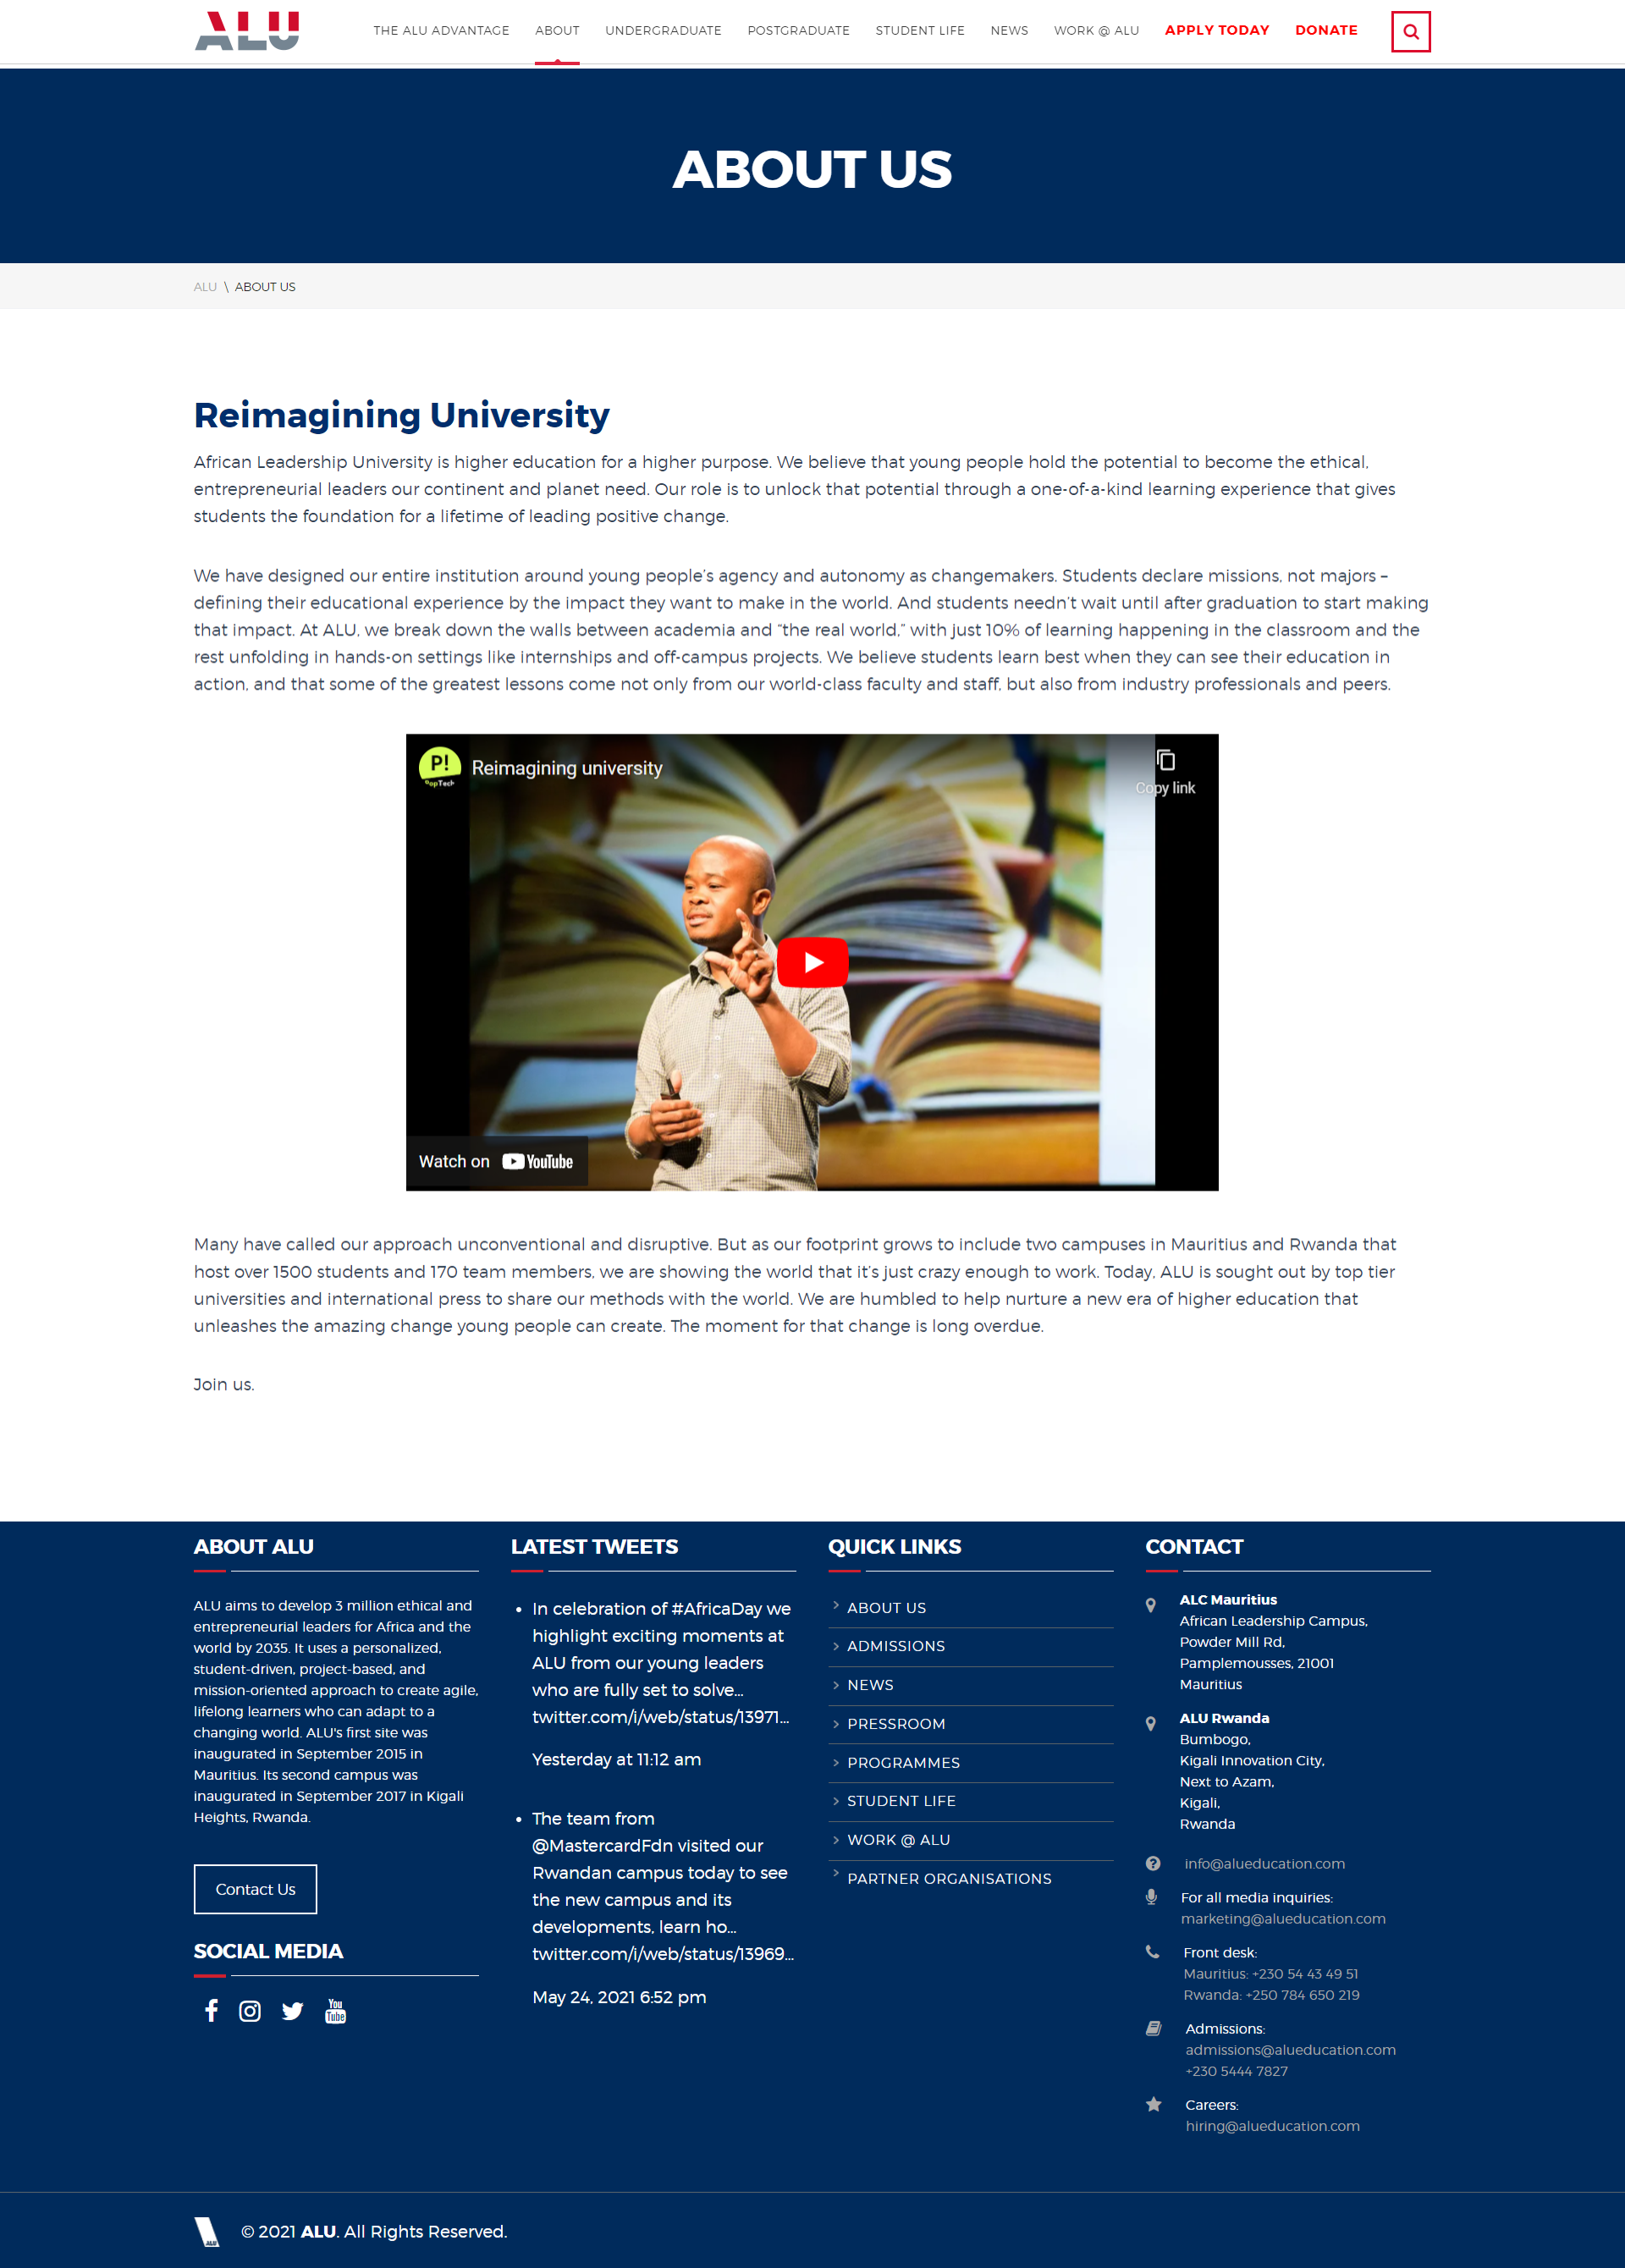 ALU
THE ALU ADVANTAGE
ABOUT
UNDERGRADUATE
POSTGRADUATE
STUDENT LIFE
NEWS
WORK @ ALU
APPLY TODAY
DONATE
ABOUT US
ALU \ ABOUT US
Reimagining University
African Leadership University is higher education for a higher purpose. We believe that young people hold the potential to become the ethical,
entrepreneurial leaders our continent and planet need. Our role is to unlock that potential through a one-of-a-kind learning experience that gives
students the foundation for a lifetime of leading positive change.
We have designed our entire institution around young people’s agency and autonomy as changemakers. Students declare missions, not majors –
defining their educational experience by the impact they want to make in the world. And students needn’t wait until after graduation to start making
that impact. At ALU, we break down the walls between academia and “the real world,” with just 10% of learning happening in the classroom and the
rest unfolding in hands-on settings like internships and off-campus projects. We believe students learn best when they can see their education in
action, and that some of the greatest lessons come not only from our world-class faculty and staff, but also from industry professionals and peers.
P!
PopTech
Reimagining university
Copy link
Watch on YouTube
Many have called our approach unconventional and disruptive. But as our footprint grows to include two campuses in Mauritius and Rwanda that
host over 1500 students and 170 team members, we are showing the world that it’s just crazy enough to work. Today, ALU is sought out by top tier
universities and international press to share our methods with the world. We are humbled to help nurture a new era of higher education that
unleashes the amazing change young people can create. The moment for that change is long overdue.
Join us.
ABOUT ALU
ALU aims to develop 3 million ethical and
entrepreneurial leaders for Africa and the
world by 2035. It uses a personalized,
student-driven, project-based, and
mission-oriented approach to create agile,
lifelong learners who can adapt to a
changing world. ALU's first site was
inaugurated in September 2015 in
Mauritius. Its second campus was
inaugurated in September 2017 in Kigali
Heights, Rwanda.
Contact Us
SOCIAL MEDIA
You
Tube
LATEST TWEETS
• In celebration of #AfricaDay we
highlight exciting moments at
ALU from our young leaders
who are fully set to solve…
twitter.com/i/web/status/13971…
Yesterday at 11:12 am
• The team from
@MastercardFdn visited our
Rwandan campus today to see
the new campus and its
developments, learn ho…
twitter.com/i/web/status/13969…
May 24, 2021 6:52 pm
QUICK LINKS
ABOUT US
ADMISSIONS
NEWS
PRESSROOM
PROGRAMMES
STUDENT LIFE
WORK @ ALU
PARTNER ORGANISATIONS
CONTACT
ALC Mauritius
African Leadership Campus,
Powder Mill Rd,
Pamplemousses, 21001
Mauritius
ALU Rwanda
Bumbogo,
Kigali Innovation City,
Next to Azam,
Kigali,
Rwanda
info@alueducation.com
For all media inquiries:
marketing@alueducation.com
Front desk:
Mauritius: +230 54 43 49 51
Rwanda: +250 784 650 219
Admissions:
admissions@alueducation.com
+230 5444 7827
Careers:
hiring@alueducation.com
ALU
© 2021 ALU. All Rights Reserved.